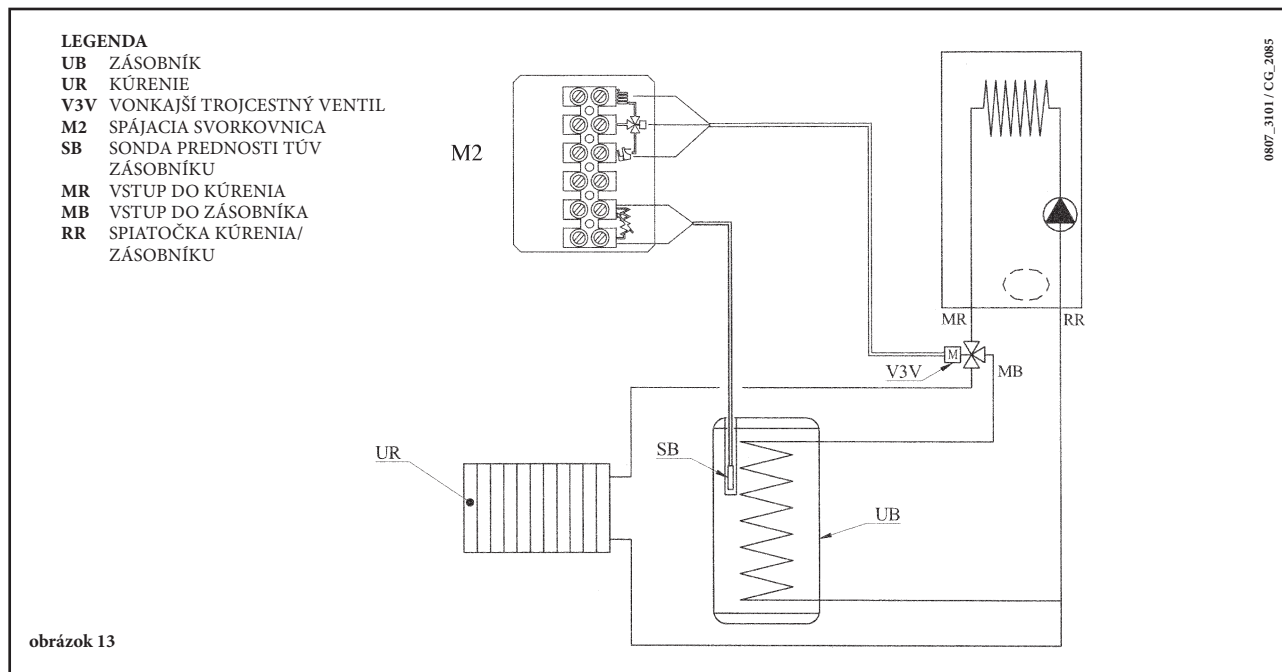 LEGENDA
UB ZÁSOBNÍK
UR KÚRENIE
V3V VONKAJŠÍ TROJCESTNÝ VENTIL
M2 SPÁJACIA SVORKOVNICA
SB SONDA PREDNOSTI TÚV
ZÁSOBNÍKU
MR VSTUP DO KÚRENIA
MB VSTUP DO ZÁSOBNÍKA
RR SPIATOČKA KÚRENIA/
ZÁSOBNÍKU
M2
0807_3101 / CG_2085
MR
RR
M
V3V
MB
UR
SB
UB
obrázok 13